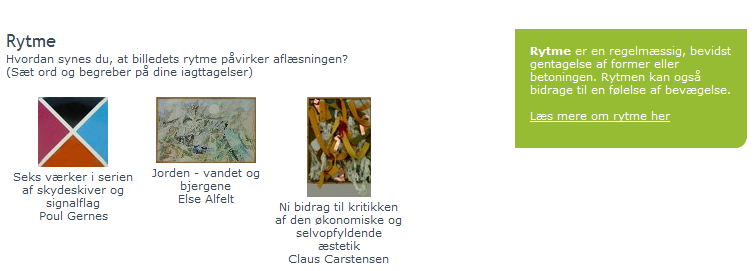 Rytme
Hvordan synes du, at billedets rytme påvirker aflæsningen?
(Sæt ord og begreber på dine iagttagelser)
Seks værker i serien
af skydeskiver og
signalflag
Poul Gernes
Jorden - vandet og
bjergene
Else Alfelt
Ni bidrag til kritikken
af den økonomiske og
selvopfyldende
æstetik
Claus Carstensen
Rytme er en regelmæssig, bevidst
gentagelse af former eller
betoningen. Rytmen kan også
bidrage til en følelse af bevægelse.
Læs mere om rytme her